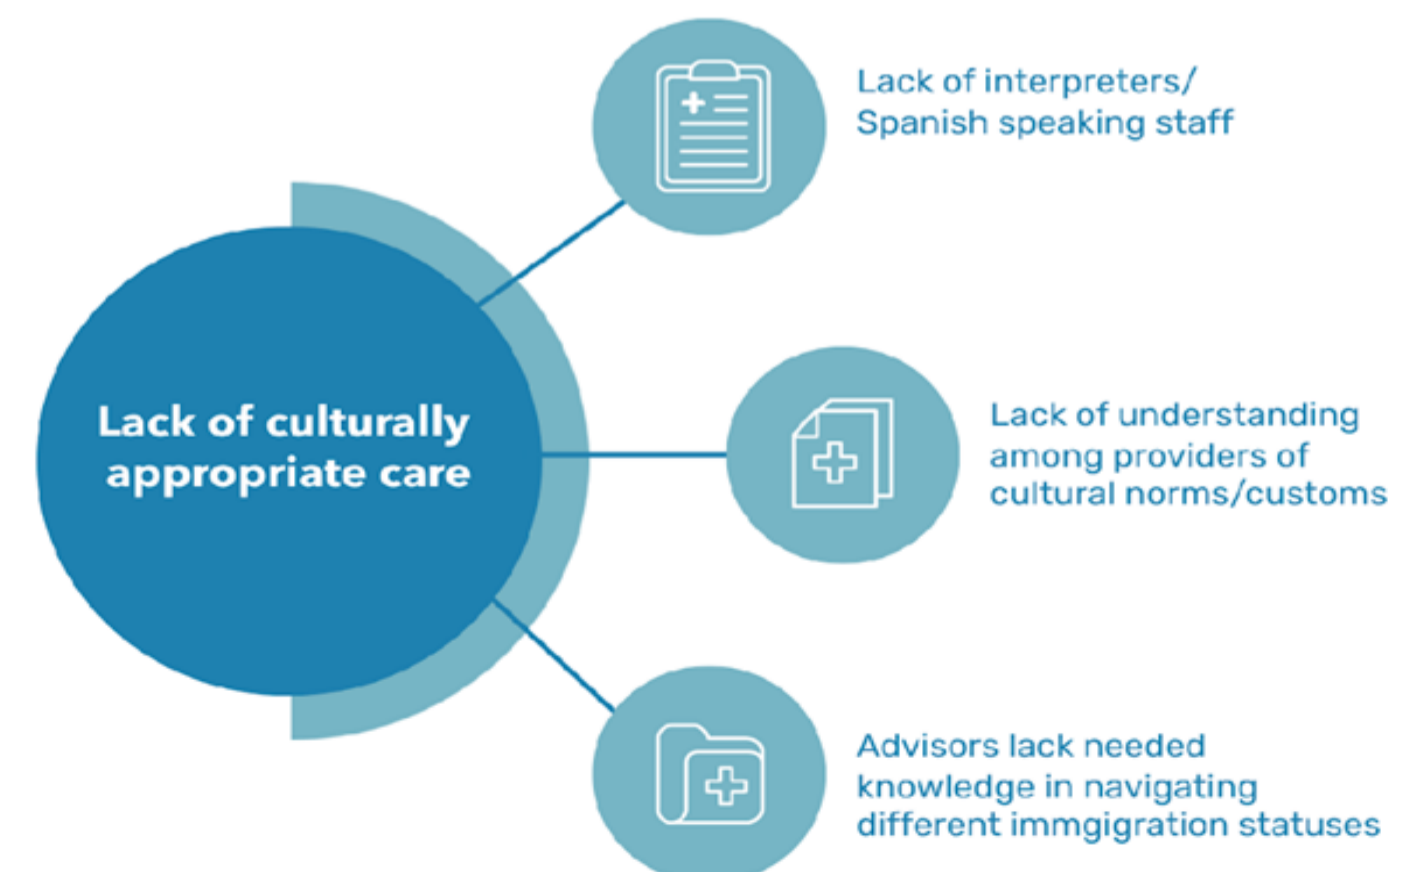 Lack of interpreters/
Spanish speaking staff
Lack of culturally
appropriate care
Lack of understanding
among providers of
cultural norms/customs
Advisors lack needed
knowledge in navigating
different immgigration statuses